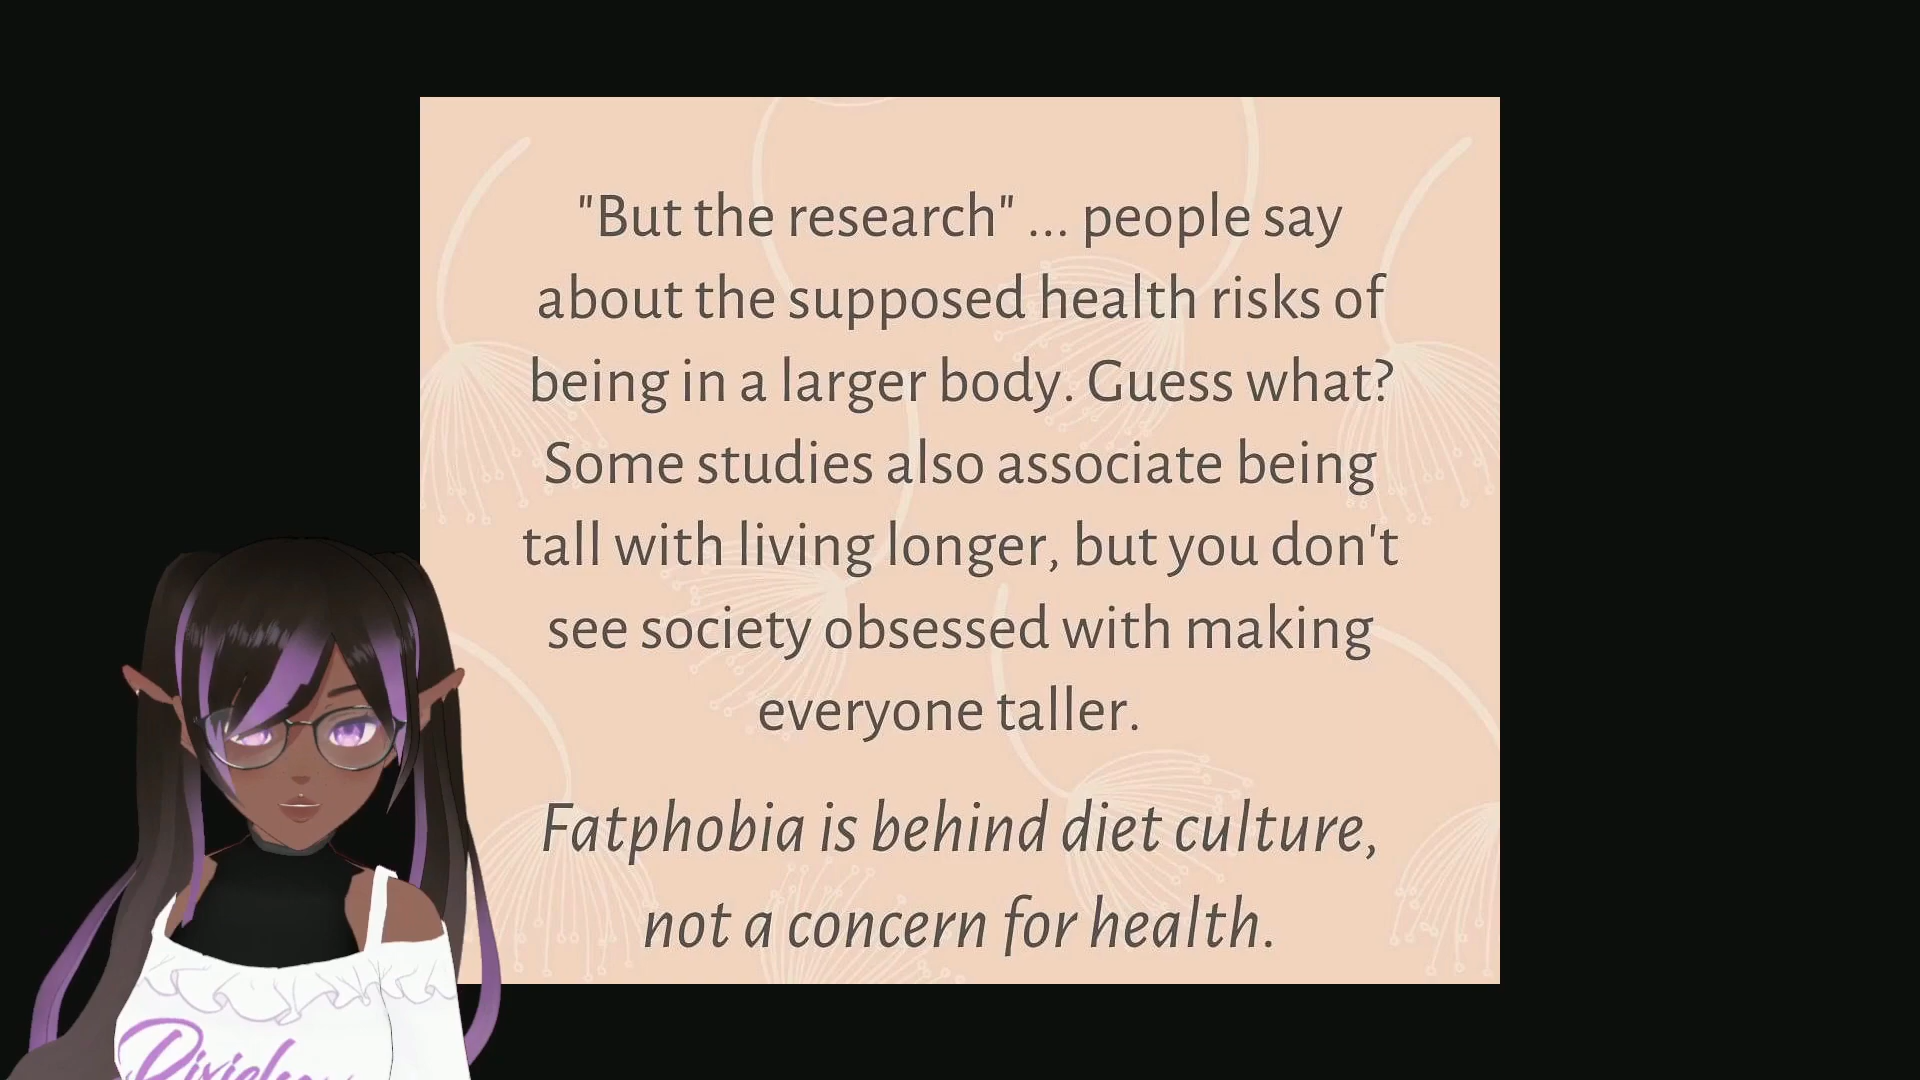 "But the research" ... people say
about the supposed health risks of
being in a larger body. Guess what?
Some studies also associate being
tall with living longer, but you don't
see society obsessed with making
everyone taller.
Fatphobia is behind diet culture,
not a concern for health.